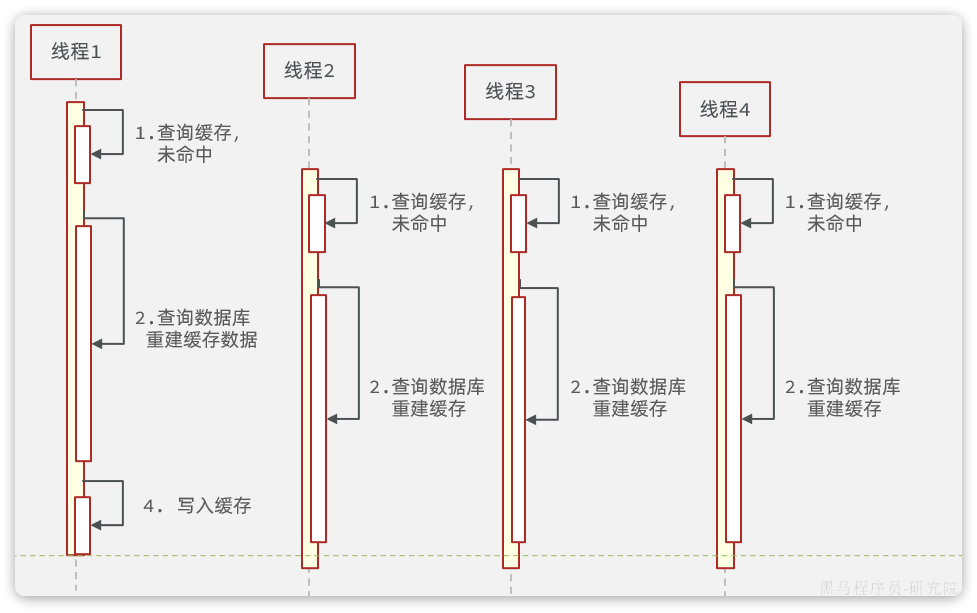 线程1
线程2
线程3
线程4
1.查询缓存,
未命中
1.查询缓存,
未命中
1.查询缓存,
未命中
1.查询缓存,
未命中
2.查询数据库
重建缓存数据
2.查询数据库
重建缓存
2.查询数据库
重建缓存
2.查询数据库
重建缓存
4. 写入缓存
黑马程序员-研究院